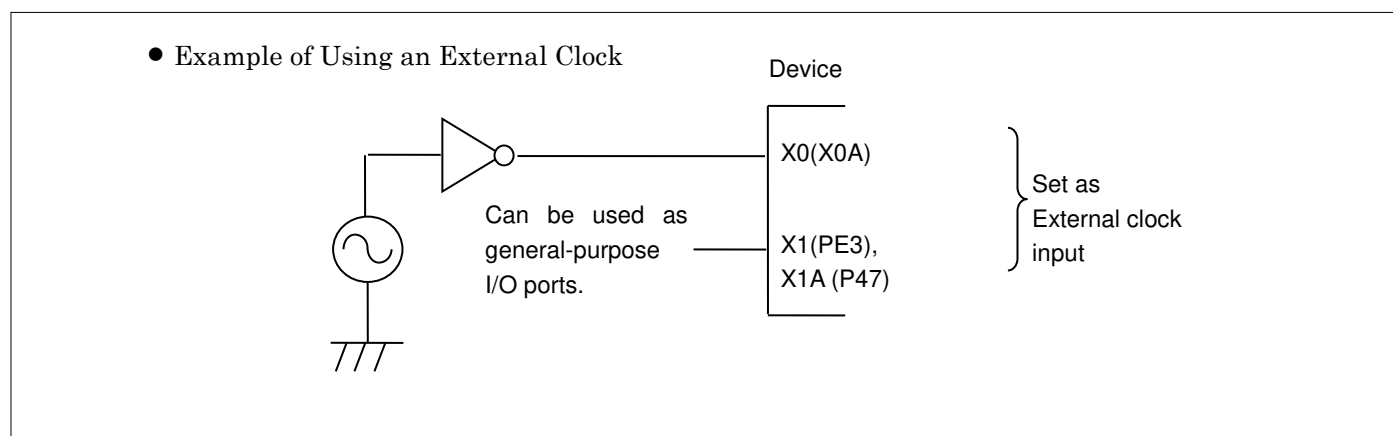 ● Example of Using an External Clock
Device
X0(X0A)
Can be used as
general-purpose
I/O ports.
X1(PE3),
X1A (P47)
Set as
External clock
input